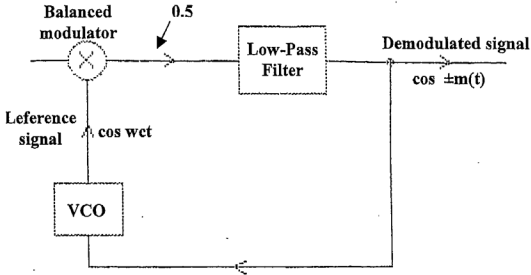 Balanced
modulator
0.5
Low-Pass
Filter
Demodulated signal
cos ±m(t)
Leference
signal
cos wct
VCO